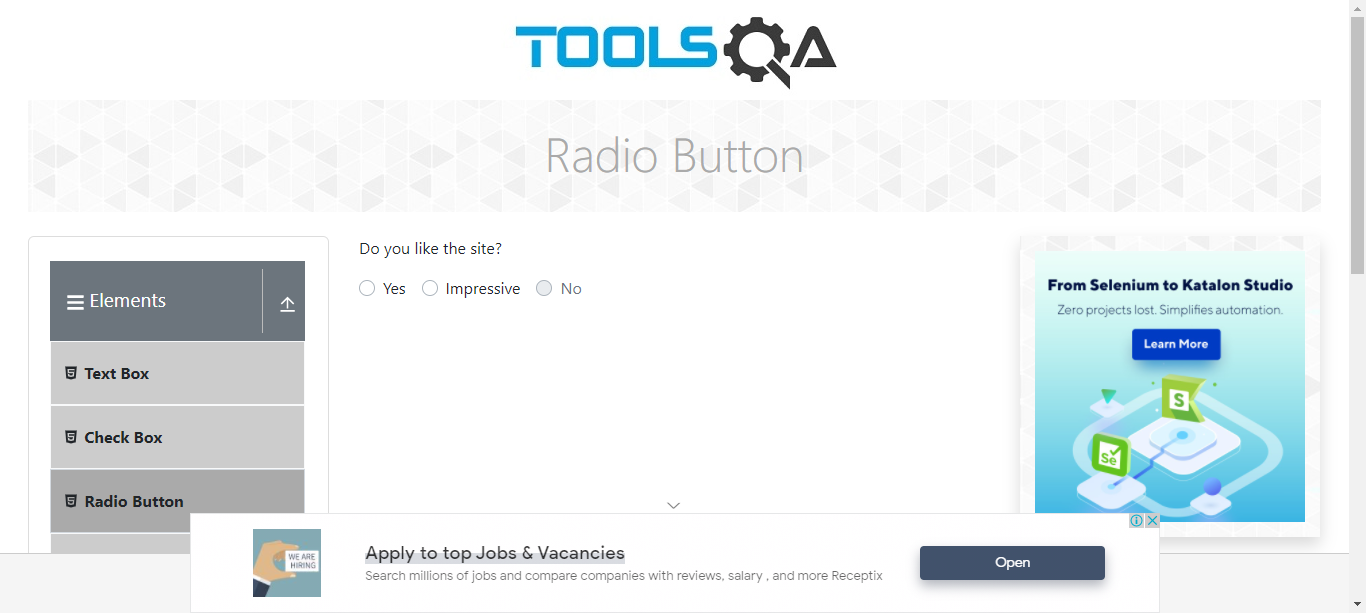 TOOLSQA
Radio Button
Elements
Text Box
Check Box
Radio Button
Do you like the site?
Yes Impressive No
From Selenium to Katalon Studio
Zero projects lost. Simplifies automation.
Learn More
S
Se
WE ARE
HIRING
Apply to top Jobs & Vacancies
Search millions of jobs and compare companies with reviews, salary , and more Receptix
Open